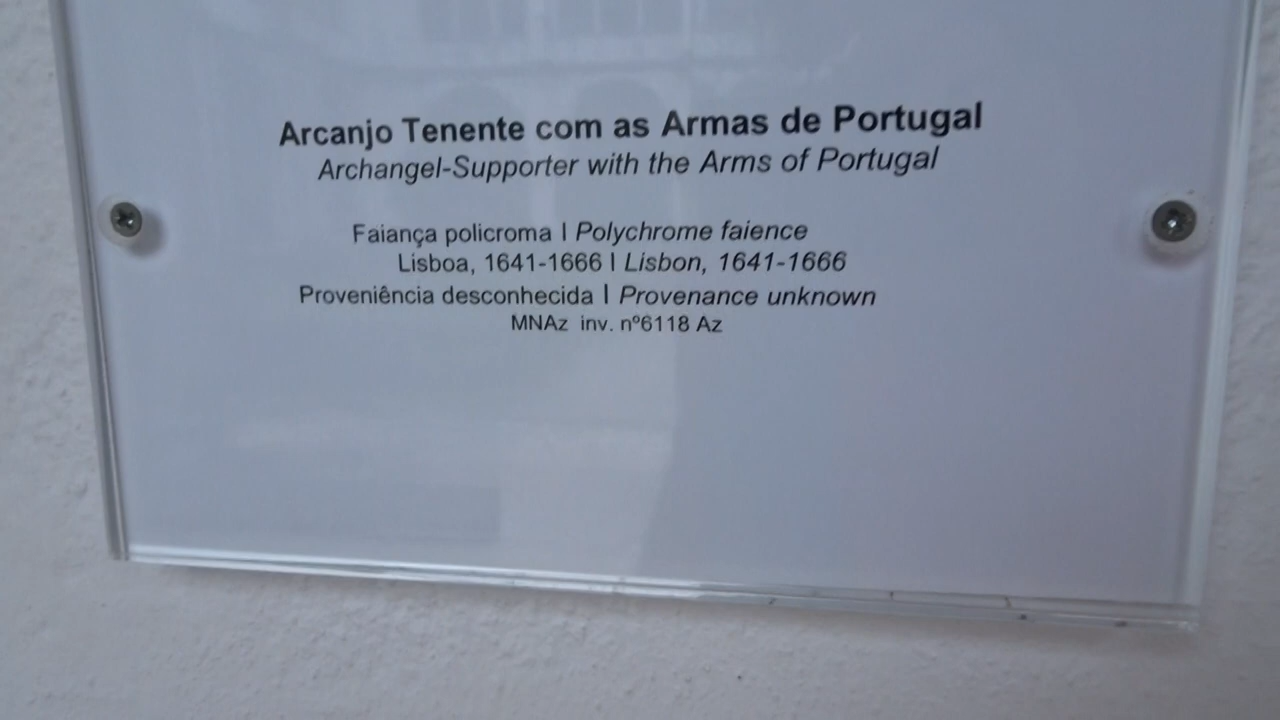 Arcanjo Tenente com as Armas de Portugal
Archangel-Supporter with the Arms of Portugal
Faiança policroma | Polychrome faience
Lisboa, 1641-1666 | Lisbon, 1641-1666
Proveniência desconhecida | Provenance unknown
MNAz inv. nº6118 Az